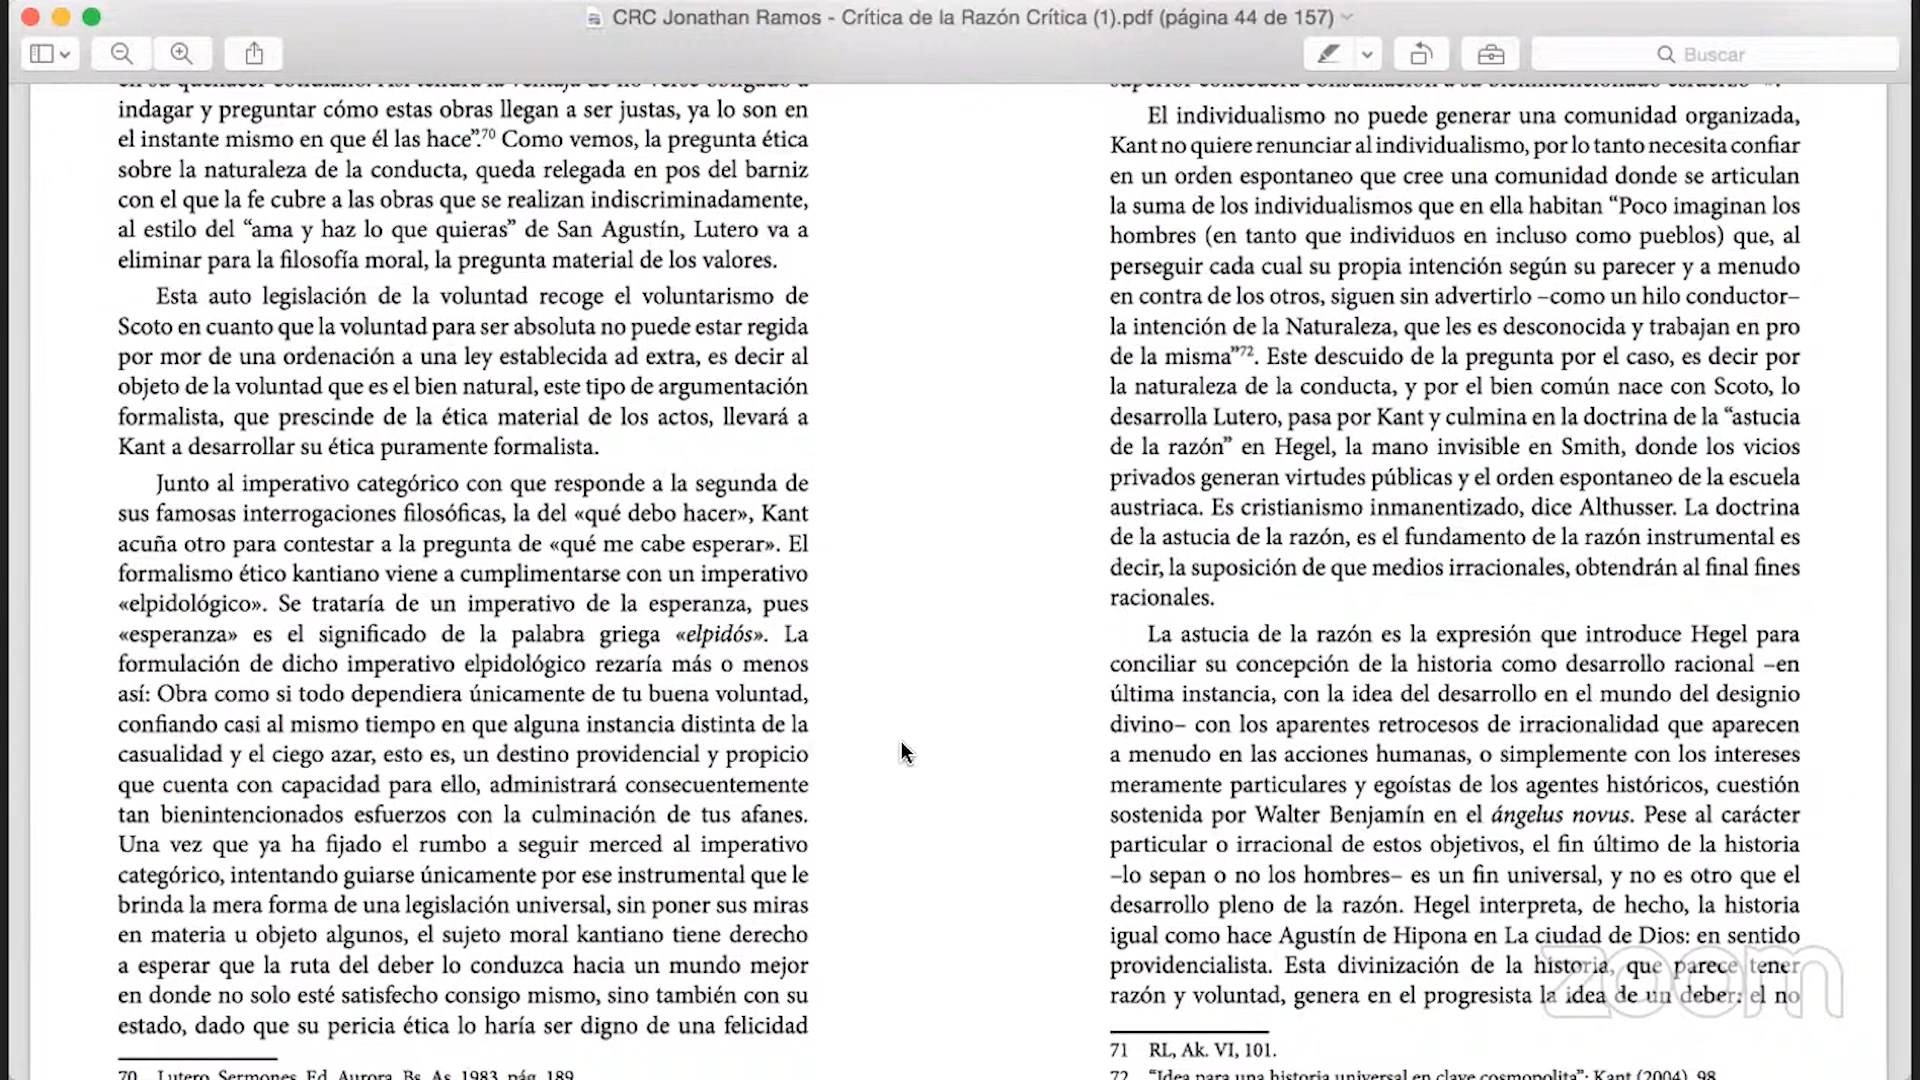 CRC Jonathan Ramos - Crítica de la Razón Crítica (1).pdf (página 44 de 157)
Buscar
indagar y preguntar cómo estas obras llegan a ser justas, ya lo son en
el instante mismo en que él las hace”.70 Como vemos, la pregunta ética
sobre la naturaleza de la conducta, queda relegada en pos del barniz
con el que la fe cubre a las obras que se realizan indiscriminadamente,
al estilo del “ama y haz lo que quieras” de San Agustín, Lutero va a
eliminar para la filosofía moral, la pregunta material de los valores.
Esta auto legislación de la voluntad recoge el voluntarismo de
Scoto en cuanto que la voluntad para ser absoluta no puede estar regida
por mor de una ordenación a una ley establecida ad extra, es decir al
objeto de la voluntad que es el bien natural, este tipo de argumentación
formalista, que prescinde de la ética material de los actos, llevará a
Kant a desarrollar su ética puramente formalista.
Junto al imperativo categórico con que responde a la segunda de
sus famosas interrogaciones filosóficas, la del «qué debo hacer», Kant
acuña otro para contestar a la pregunta de «qué me cabe esperar». El
formalismo ético kantiano viene a cumplimentarse con un imperativo
«elpidológico». Se trataría de un imperativo de la esperanza, pues
«esperanza» es el significado de la palabra griega «elpidós». La
formulación de dicho imperativo elpidológico rezaría más o menos
así: Obra como si todo dependiera únicamente de tu buena voluntad,
confiando casi al mismo tiempo en que alguna instancia distinta de la
casualidad y el ciego azar, esto es, un destino providencial y propicio
que cuenta con capacidad para ello, administrará consecuentemente
tan bienintencionados esfuerzos con la culminación de tus afanes.
Una vez que ya ha fijado el rumbo a seguir merced al imperativo
categórico, intentando guiarse únicamente por ese instrumental que le
brinda la mera forma de una legislación universal, sin poner sus miras
en materia u objeto algunos, el sujeto moral kantiano tiene derecho
a esperar que la ruta del deber lo conduzca hacia un mundo mejor
en donde no solo esté satisfecho consigo mismo, sino también con su
estado, dado que su pericia ética lo haría ser digno de una felicidad
70 Lutero, Sermones, Ed. Aurora, Bs. As. 1983, pág. 189
El individualismo no puede generar una comunidad organizada,
Kant no quiere renunciar al individualismo, por lo tanto necesita confiar
en un orden espontaneo que cree una comunidad donde se articulan
la suma de los individualismos que en ella habitan “Poco imaginan los
hombres (en tanto que individuos en incluso como pueblos) que, al
perseguir cada cual su propia intención según su parecer y a menudo
en contra de los otros, siguen sin advertirlo –como un hilo conductor–
la intención de la Naturaleza, que les es desconocida y trabajan en pro
de la misma”72. Este descuido de la pregunta por el caso, es decir por
la naturaleza de la conducta, y por el bien común nace con Scoto, lo
desarrolla Lutero, pasa por Kant y culmina en la doctrina de la “astucia
de la razón” en Hegel, la mano invisible en Smith, donde los vicios
privados generan virtudes públicas y el orden espontaneo de la escuela
austriaca. Es cristianismo inmanentizado, dice Althusser. La doctrina
de la astucia de la razón, es el fundamento de la razón instrumental es
decir, la suposición de que medios irracionales, obtendrán al final fines
racionales.
La astucia de la razón es la expresión que introduce Hegel para
conciliar su concepción de la historia como desarrollo racional –en
última instancia, con la idea del desarrollo en el mundo del designio
divino– con los aparentes retrocesos de irracionalidad que aparecen
a menudo en las acciones humanas, o simplemente con los intereses
meramente particulares y egoístas de los agentes históricos, cuestión
sostenida por Walter Benjamín en el ángelus novus. Pese al carácter
particular o irracional de estos objetivos, el fin último de la historia
–lo sepan o no los hombres– es un fin universal, y no es otro que el
desarrollo pleno de la razón. Hegel interpreta, de hecho, la historia
igual como hace Agustín de Hipona en La ciudad de Dios: en sentido
providencialista. Esta divinización de la historia, que parece tener
razón y voluntad, genera en el progresista la idea de un deber: el no
71 RL, Ak. VI, 101.
72 “Idea para una historia universal en clave cosmopolita”; Kant (2004), 98
zoom